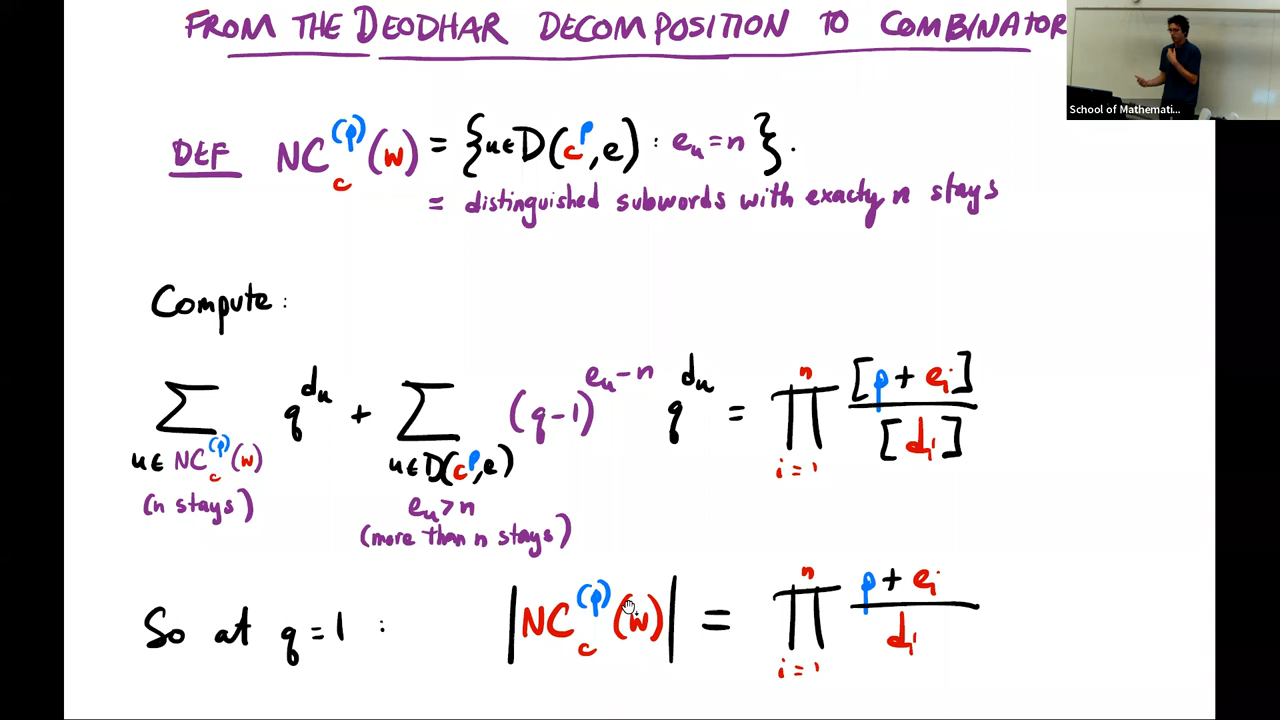 FROM THE DEODHAR DECOMPOSITION TO COMBINATOR
School of Mathemati...
DEF NC_c^(p)(w) = {u∈D(c^p, e) : e_u = n}.
= distinguished subwords with exacty n stays
Compute:
∑_{u∈NC_c^(p)(w)} q^{d_u} + ∑_{u∈D(c^p,e), e_u>n} (q-1)^{e_u-n} q^{d_u} = ∏_{i=1}^{n} [p + e_i] / [d_i]
(n stays)
(more than n stays)
So at q=1 : |NC_c^(p)(w)| = ∏_{i=1}^{n} (p + e_i) / d_i